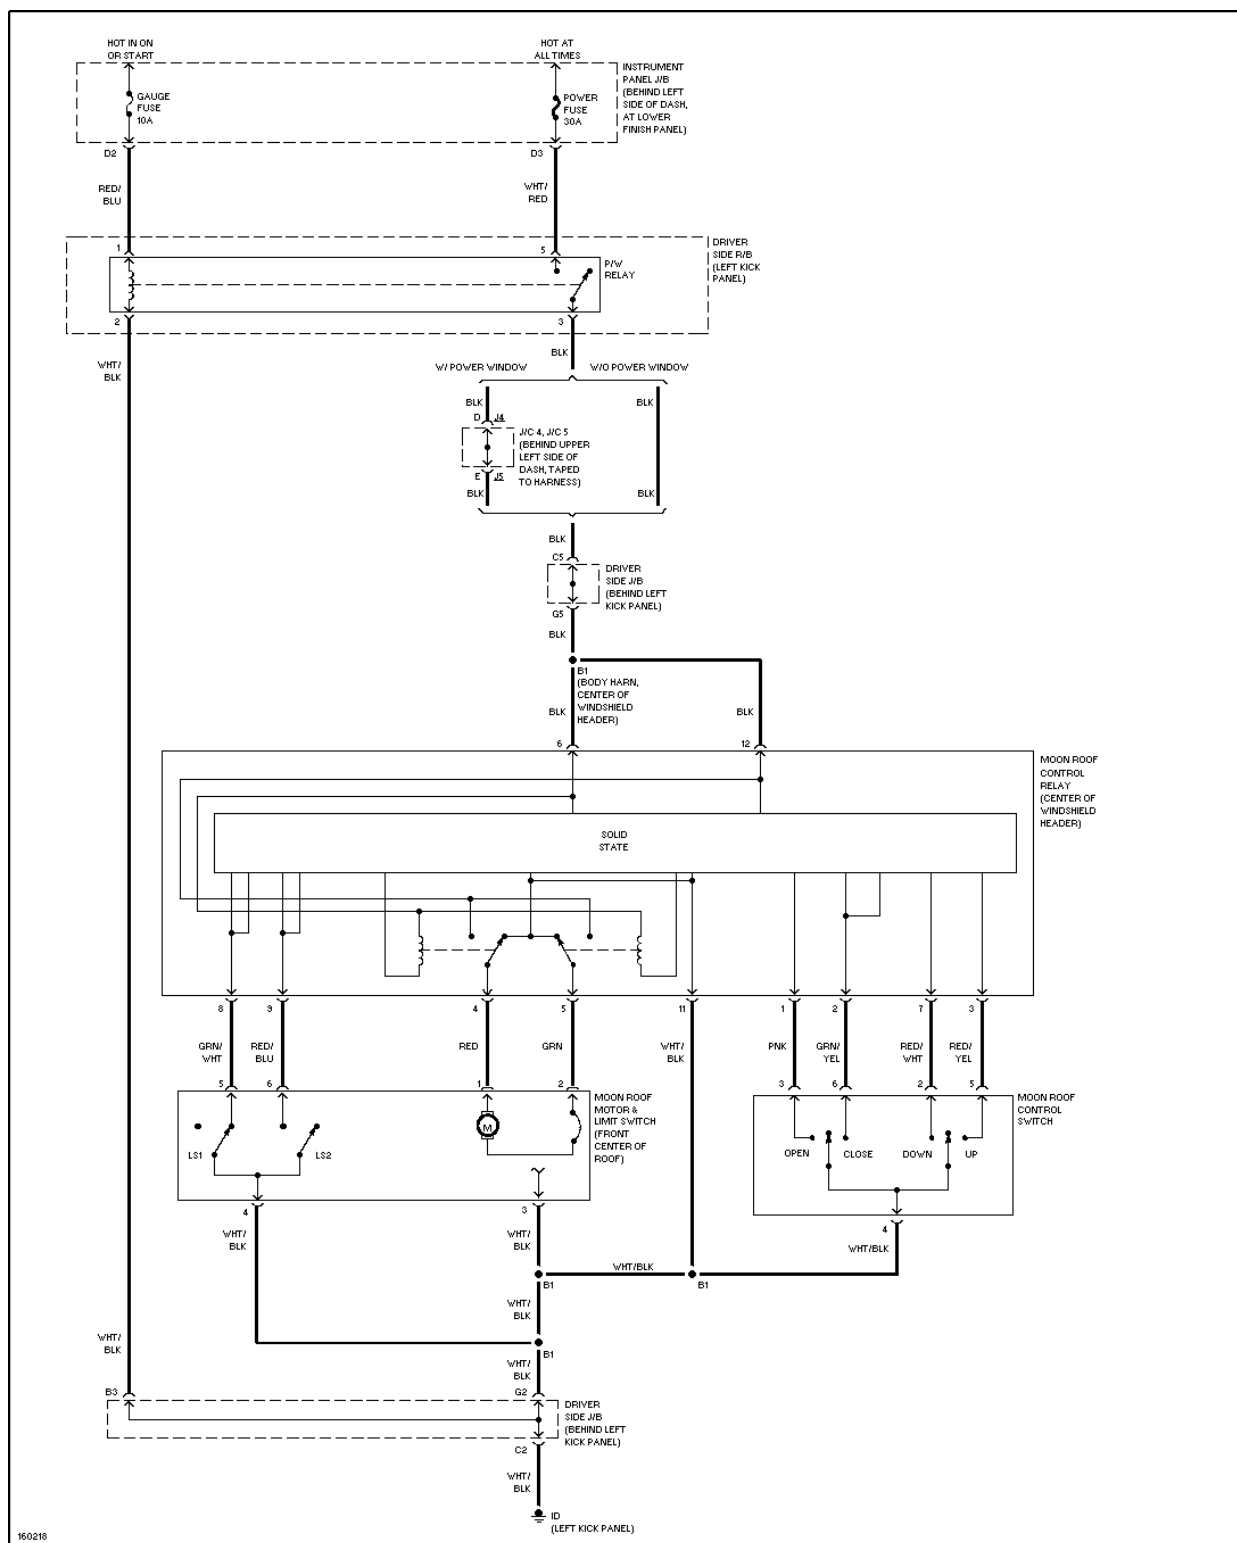 HOT IN ON
OR START
HOT AT
ALL TIMES
GAUGE
FUSE
10A
POWER
FUSE
30A
INSTRUMENT
PANEL J/B
(BEHIND LEFT
SIDE OF DASH,
AT LOWER
FINISH PANEL)
D2
D3
RED/
BLU
WHT/
RED
1
5
DRIVER
SIDE R/B
(LEFT KICK
PANEL)
P/W
RELAY
2
3
WHT/
BLK
BLK
W/ POWER WINDOW
W/O POWER WINDOW
BLK
BLK
D
J4
J/C 4, J/C 5
(BEHIND UPPER
LEFT SIDE OF
DASH, TAPED
TO HARNESS)
E
J5
BLK
BLK
BLK
C5
DRIVER
SIDE J/B
(BEHIND LEFT
KICK PANEL)
G5
BLK
B1
(BODY HARN,
CENTER OF
WINDSHIELD
HEADER)
BLK
BLK
6
12
MOON ROOF
CONTROL
RELAY
(CENTER OF
WINDSHIELD
HEADER)
SOLID
STATE
8
9
4
5
11
1
2
7
3
GRN/
WHT
RED/
BLU
RED
GRN
WHT/
BLK
PNK
GRN/
YEL
RED/
WHT
RED/
YEL
5
6
1
2
3
6
2
5
MOON ROOF
MOTOR &
LIMIT SWITCH
(FRONT
CENTER OF
ROOF)
M
LS1
LS2
MOON ROOF
CONTROL
SWITCH
OPEN
CLOSE
DOWN
UP
4
3
4
WHT/
BLK
WHT/
BLK
WHT/BLK
WHT/BLK
B1
B1
WHT/
BLK
WHT/
BLK
B1
WHT/
BLK
B3
G2
DRIVER
SIDE J/B
(BEHIND LEFT
KICK PANEL)
C2
WHT/
BLK
ID
(LEFT KICK PANEL)
160218